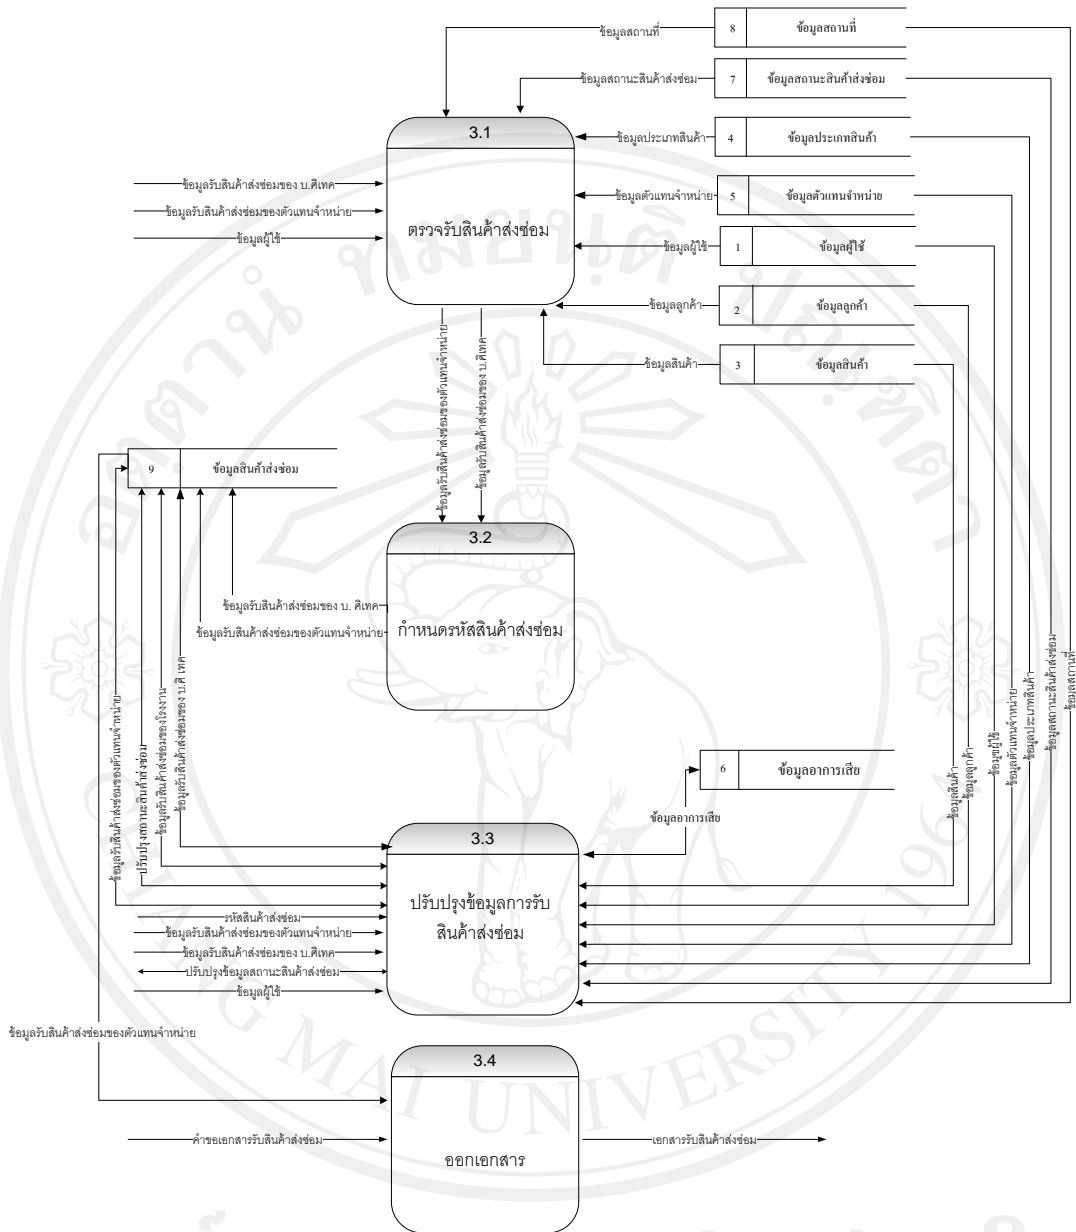 8 ข้อมูลสถานที่
ข้อมูลสถานที่
7 ข้อมูลสถานะสินค้าส่งซ่อม
ข้อมูลสถานะสินค้าส่งซ่อม
3.1
ตรวจรับสินค้าส่งซ่อม
4 ข้อมูลประเภทสินค้า
ข้อมูลประเภทสินค้า
ข้อมูลรับสินค้าส่งซ่อมของ บ.ศิเทค
ข้อมูลรับสินค้าส่งซ่อมของตัวแทนจำหน่าย
ข้อมูลผู้ใช้
5 ข้อมูลตัวแทนจำหน่าย
ข้อมูลตัวแทนจำหน่าย
1 ข้อมูลผู้ใช้
ข้อมูลผู้ใช้
2 ข้อมูลลูกค้า
ข้อมูลลูกค้า
3 ข้อมูลสินค้า
ข้อมูลสินค้า
ข้อมูลรับสินค้าส่งซ่อมของตัวแทนจำหน่าย
ข้อมูลรับสินค้าส่งซ่อมของ บ.ศิเทค
9 ข้อมูลสินค้าส่งซ่อม
3.2
กำหนดรหัสสินค้าส่งซ่อม
ข้อมูลรับสินค้าส่งซ่อมของ บ. ศิเทค
ข้อมูลรับสินค้าส่งซ่อมของตัวแทนจำหน่าย
ข้อมูลรับสินค้าส่งซ่อมของตัวแทนจำหน่าย
ปรับปรุงสถานะสินค้าส่งซ่อม
ข้อมูลรับสินค้าส่งซ่อมของโรงงาน
ข้อมูลรับสินค้าส่งซ่อมของ บ.ศิ เทค
6 ข้อมูลอาการเสีย
ข้อมูลอาการเสีย
ข้อมูลสินค้า
ข้อมูลลูกค้า
ข้อมูผู้ใช้
ข้อมูลตัวแทนจำหน่าย
ข้อมูลประเภทสินค้า
ข้อมูลสถานะสินค้าส่งซ่อม
ข้อมูลสถานที่
3.3
ปรับปรุงข้อมูลการรับ
สินค้าส่งซ่อม
รหัสสินค้าส่งซ่อม
ข้อมูลรับสินค้าส่งซ่อมของตัวแทนจำหน่าย
ข้อมูลรับสินค้าส่งซ่อมของ บ.ศิเทค
ปรับปรุงข้อมูลสถานะสินค้าส่งซ่อม
ข้อมูลผู้ใช้
ข้อมูลรับสินค้าส่งซ่อมของตัวแทนจำหน่าย
3.4
ออกเอกสาร
คำขอเอกสารรับสินค้าส่งซ่อม
เอกสารรับสินค้าส่งซ่อม
MAI UNIVERSITY 1964